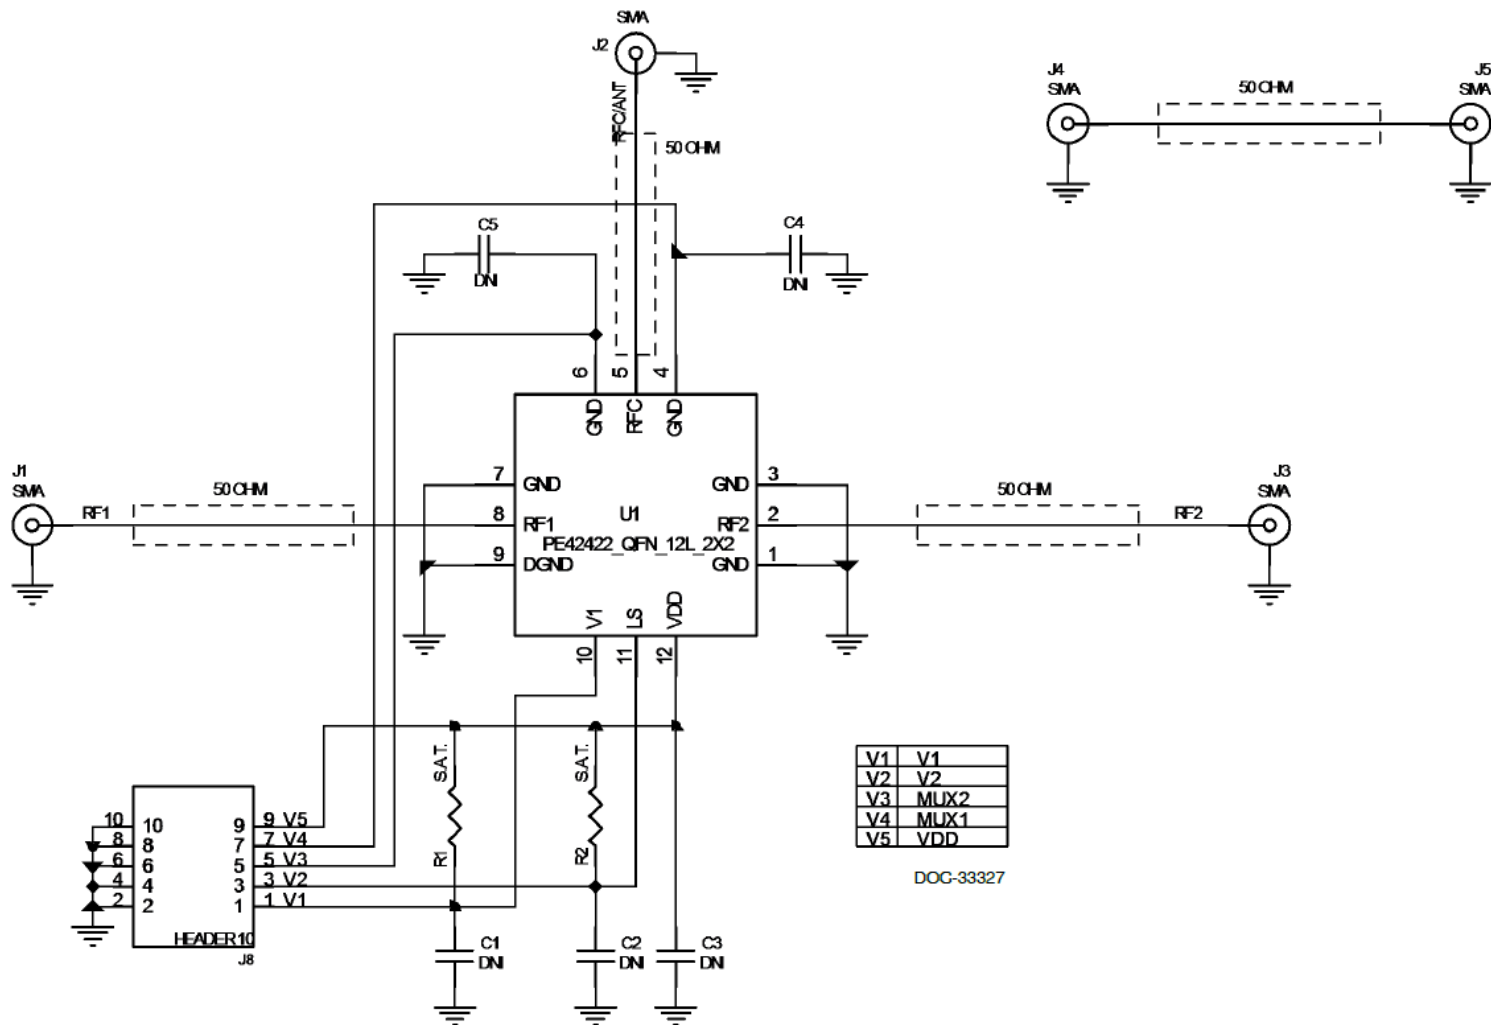 SMA
J2
RFC/ANT
50 OHM
J4
SMA
50 OHM
J5
SMA
C5
DNI
C4
DNI
6
5
4
GND
RFC
GND
J1
SMA
RF1
50 OHM
7
GND
8
RF1
9
DGND
U1
PE42422_QFN_12L_2X2
GND
3
RF2
2
GND
1
50 OHM
RF2
J3
SMA
V1
LS
VDD
10
11
12
S.A.T.
R1
S.A.T.
R2
10 10 9 9 V5
8 8 7 7 V4
6 6 5 5 V3
4 4 3 3 V2
2 2 1 1 V1
HEADER 10
J8
C1
DNI
C2
DNI
C3
DNI
V1 V1
V2 V2
V3 MUX2
V4 MUX1
V5 VDD
DOC-33327